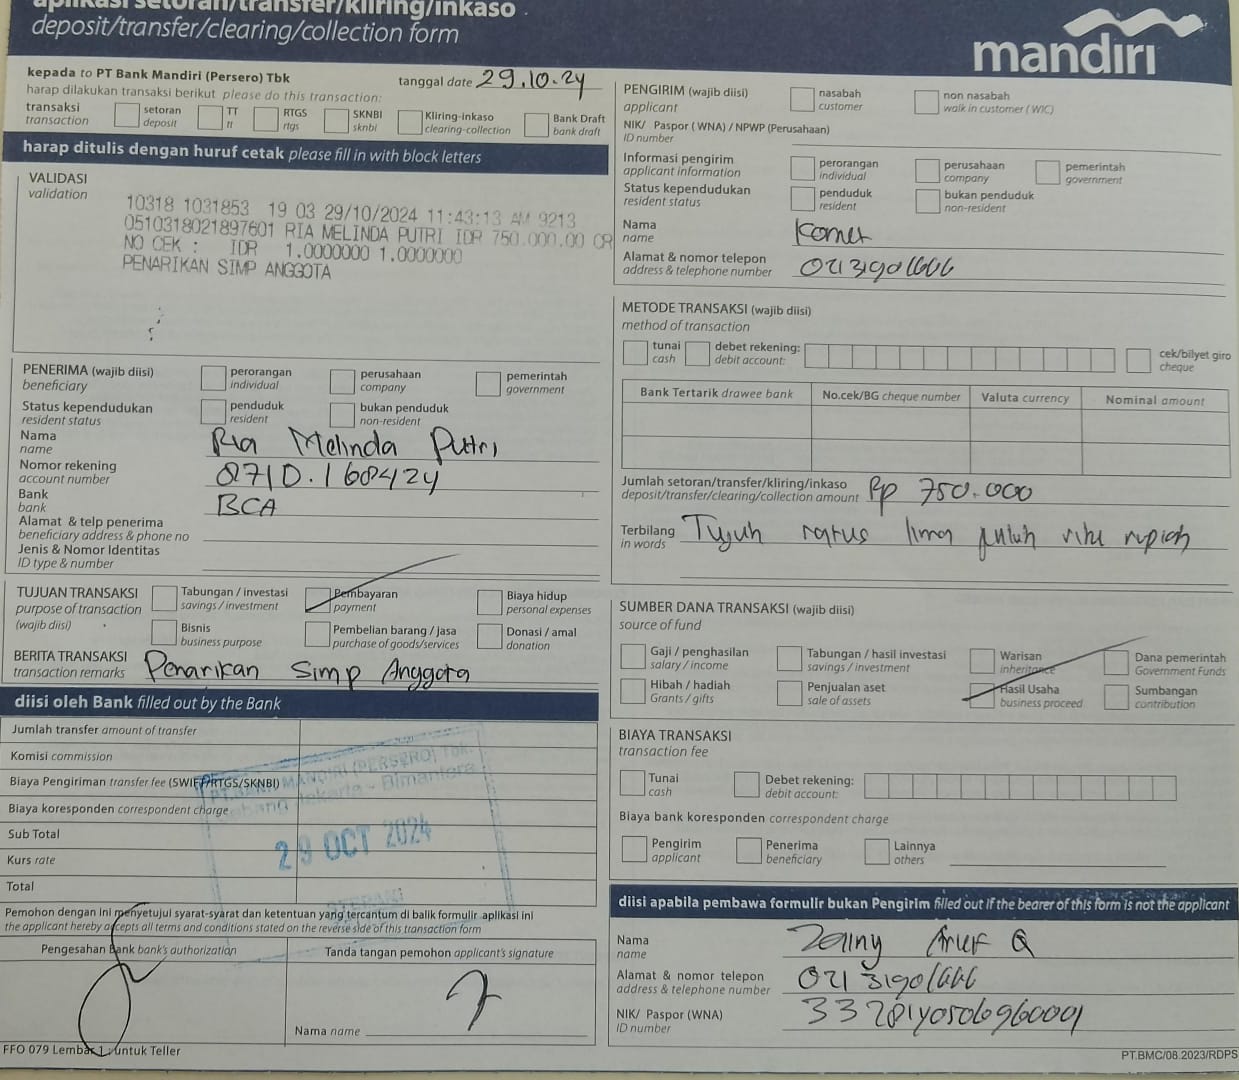 aplikasi setoran/transfer/kliring/inkaso
deposit/transfer/clearing/collection form
mandiri
kepada to PT Bank Mandiri (Persero) Tbk
tanggal date 29.10.24
harap dilakukan transaksi berikut please do this transaction:
transaksi transaction
setoran deposit
TT tt
RTGS rtgs
SKNBI sknbi
Kliring-inkaso clearing-collection
Bank Draft bank draft
harap ditulis dengan huruf cetak please fill in with block letters
VALIDASI
validation
10318 1031853 19 03 29/10/2024 11:43:13 AM 9213
0510318021897601 RIA MELINDA PUTRI IDR 750.000,00 CR
NO CEK : IDR 1.0000000 1.0000000
PENARIKAN SIMP ANGGOTA
PENERIMA (wajib diisi)
beneficiary
perorangan individual
perusahaan company
pemerintah government
Status kependudukan
resident status
penduduk resident
bukan penduduk non-resident
Nama name Ria Melinda Putri
Nomor rekening account number 8710.168424
Bank bank BCA
Alamat & telp penerima
beneficiary address & phone no
Jenis & Nomor Identitas
ID type & number
TUJUAN TRANSAKSI
purpose of transaction
(wajib diisi)
Tabungan / investasi savings / investment
Pembayaran payment
Biaya hidup personal expenses
Bisnis business purpose
Pembelian barang / jasa purchase of goods/services
Donasi / amal donation
BERITA TRANSAKSI
transaction remarks Penarikan Simp Anggota
diisi oleh Bank filled out by the Bank
Jumlah transfer amount of transfer
Komisi commission
Biaya Pengiriman transfer fee (SWIFT/RTGS/SKNBI)
Biaya koresponden correspondent charge
Sub Total
Kurs rate
Total
PT.BANK MANDIRI (PERSERO) Tbk.
Cabang Jakarta - Bimantara
29 OCT 2024
Pemohon dengan ini menyetujui syarat-syarat dan ketentuan yang tercantum di balik formulir aplikasi ini
the applicant hereby accepts all terms and conditions stated on the reverse side of this transaction form
Pengesahan Bank bank's authorization
Tanda tangan pemohon applicant's signature
Nama name
FFO 079 Lembar 1 : untuk Teller
PENGIRIM (wajib diisi)
applicant
nasabah customer
non nasabah walk in customer ( WIC)
NIK/ Paspor ( WNA) / NPWP (Perusahaan)
ID number
Informasi pengirim
applicant information
perorangan individual
perusahaan company
pemerintah government
Status kependudukan
resident status
penduduk resident
bukan penduduk non-resident
Nama name Komet
Alamat & nomor telepon
address & telephone number 02131901666
METODE TRANSAKSI (wajib diisi)
method of transaction
tunai cash
debet rekening: debit account:
cek/bilyet giro cheque
Bank Tertarik drawee bank
No.cek/BG cheque number
Valuta currency
Nominal amount
Jumlah setoran/transfer/kliring/inkaso
deposit/transfer/clearing/collection amount Rp 750.000
Terbilang in words Tujuh ratus lima puluh ribu rupiah
SUMBER DANA TRANSAKSI (wajib diisi)
source of fund
Gaji / penghasilan salary / income
Tabungan / hasil investasi savings / investment
Warisan inheritance
Dana pemerintah Government Funds
Hibah / hadiah Grants / gifts
Penjualan aset sale of assets
Hasil Usaha business proceed
Sumbangan contribution
BIAYA TRANSAKSI
transaction fee
Tunai cash
Debet rekening: debit account:
Biaya bank koresponden correspondent charge
Pengirim applicant
Penerima beneficiary
Lainnya others
diisi apabila pembawa formulir bukan Pengirim filled out if the bearer of this form is not the applicant
Nama name Zainy Q
Alamat & nomor telepon
address & telephone number 02131901666
NIK/ Paspor (WNA)
ID number 3328140506960001
PT.BMC/08.2023/RDPS